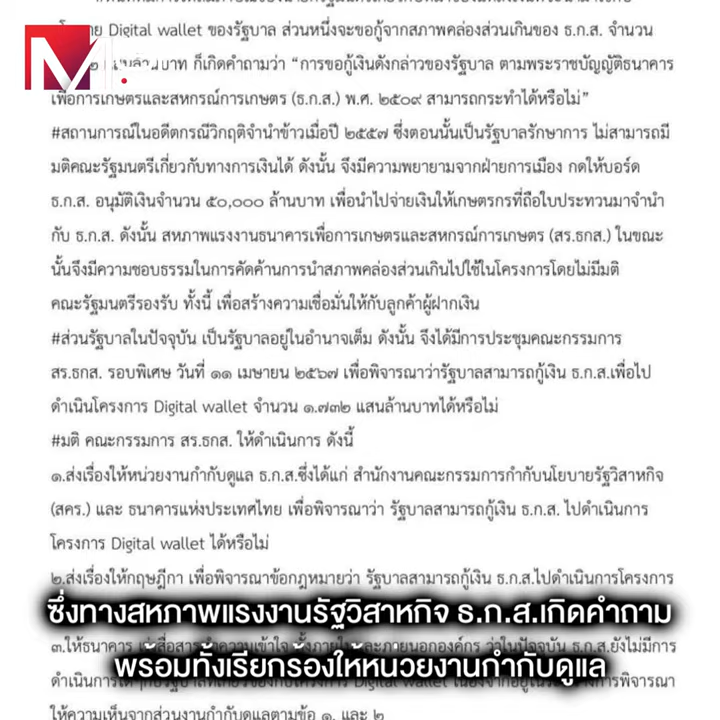 Digital wallet ของรัฐบาล ส่วนหนึ่งจะขอกู้จากสภาพคล่องส่วนเกินของ ธ.ก.ส. จำนวน
บาท ก็เกิดคำถามว่า “การขอกู้เงินดังกล่าวของรัฐบาล ตามพระราชบัญญัติธนาคาร
เพื่อการเกษตรและสหกรณ์การเกษตร (ธ.ก.ส.) พ.ศ. ๒๕๐๙ สามารถกระทำได้หรือไม่”
#สถานการณ์ในอดีตกรณีวิกฤติจำนำข้าวเมื่อปี ๒๕๕๗ ซึ่งตอนนั้นเป็นรัฐบาลรักษาการ ไม่สามารถมี
มติคณะรัฐมนตรีเกี่ยวกับทางการเงินได้ ดังนั้น จึงมีความพยายามจากฝ่ายการเมือง กดให้บอร์ด
ธ.ก.ส. อนุมัติเงินจำนวน ๕๐,๐๐๐ ล้านบาท เพื่อนำไปจ่ายเงินให้เกษตรกรที่ถือใบประทวนมาจำนำ
กับ ธ.ก.ส. ดังนั้น สหภาพแรงงานธนาคารเพื่อการเกษตรและสหกรณ์การเกษตร (สร.ธกส.) ในขณะ
นั้นจึงมีความชอบธรรมในการคัดค้านการนำสภาพคล่องส่วนเกินไปใช้ในโครงการโดยไม่มีมติ
คณะรัฐมนตรีรองรับ ทั้งนี้ เพื่อสร้างความเชื่อมั่นให้กับลูกค้าผู้ฝากเงิน
#ส่วนรัฐบาลในปัจจุบัน เป็นรัฐบาลอยู่ในอำนาจเต็ม ดังนั้น จึงได้มีการประชุมคณะกรรมการ
สร.ธกส. รอบพิเศษ วันที่ ๑๑ เมษายน ๒๕๖๗ เพื่อพิจารณาว่ารัฐบาลสามารถกู้เงิน ธ.ก.ส.เพื่อไป
ดำเนินโครงการ Digital wallet จำนวน ๑.๗๓๒ แสนล้านบาทได้หรือไม่
#มติ คณะกรรมการ สร.ธกส. ให้ดำเนินการ ดังนี้
๑.ส่งเรื่องให้หน่วยงานกำกับดูแล ธ.ก.ส.ซึ่งได้แก่ สำนักงานคณะกรรมการกำกับนโยบายรัฐวิสาหกิจ
(สคร.) และ ธนาคารแห่งประเทศไทย เพื่อพิจารณาว่า รัฐบาลสามารถกู้เงิน ธ.ก.ส. ไปดำเนินการ
โครงการ Digital wallet ได้หรือไม่
๒.ส่งเรื่องให้กฤษฎีกา เพื่อพิจารณาข้อกฎหมายว่า รัฐบาลสามารถกู้เงิน ธ.ก.ส.ไปดำเนินการโครงการ
ซึ่งทางสหภาพแรงงานรัฐวิสาหกิจ ธ.ก.ส.เกิดคำถาม
๓.ให้ธนาคาร
พร้อมทั้งเรียกร้องให้หน่วยงานกำกับดูแล
ให้ความเห็นจากส่วนงานกำกับดูแลตามข้อ ๑. และ ๒